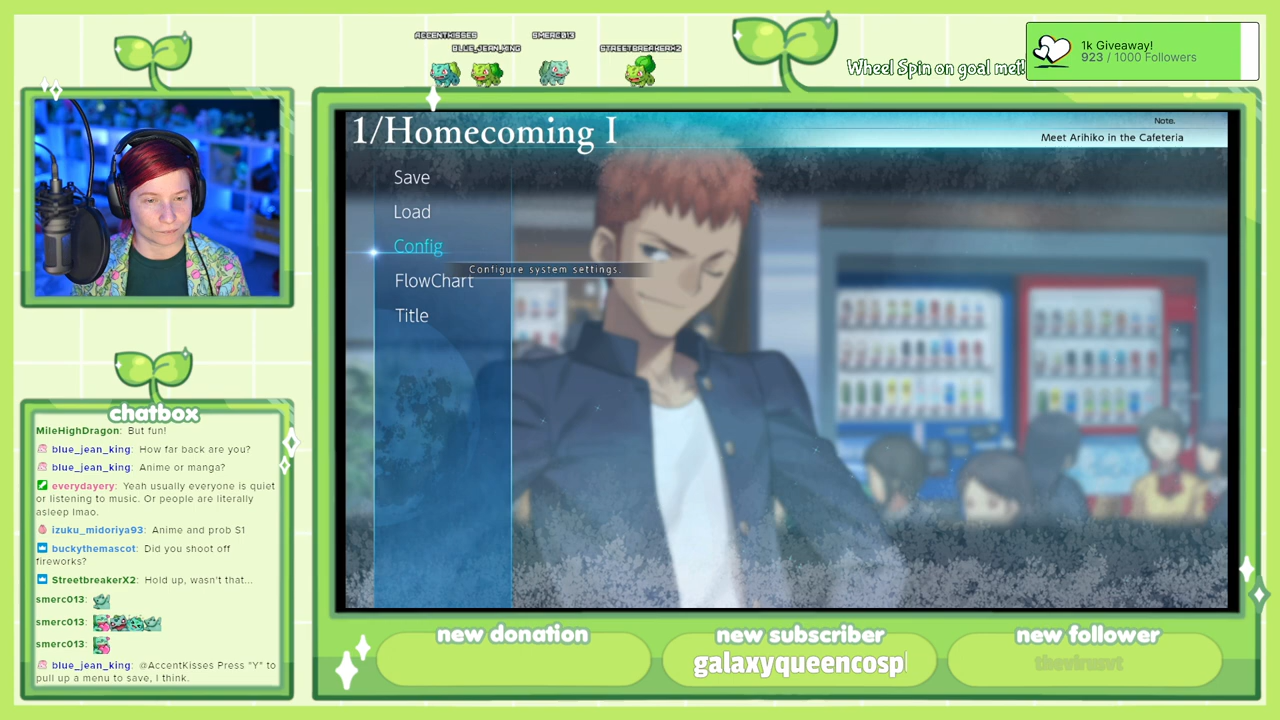 ACCENTKISSES
BLUE_JEAN_KING
SMERC013
STREETBREAKERX2
Wheel Spin on goal met!
1k Giveaway!
923 / 1000 Followers
1/Homecoming I
Note.
Meet Arihiko in the Cafeteria
Save
Load
Config
Configure system settings.
FlowChart
Title
chatbox
MileHighDragon: But fun!
blue_jean_king: How far back are you?
blue_jean_king: Anime or manga?
everydayery: Yeah usually everyone is quiet
or listening to music. Or people are literally
asleep lmao.
izuku_midoriya93: Anime and prob S1
buckythemascot: Did you shoot off
fireworks?
StreetbreakerX2: Hold up, wasn't that...
smerc013:
smerc013:
smerc013:
blue_jean_king: @AccentKisses Press "Y" to
pull up a menu to save, I think.
new donation
new subscriber
galaxyqueencosp
new follower
thevirusvt